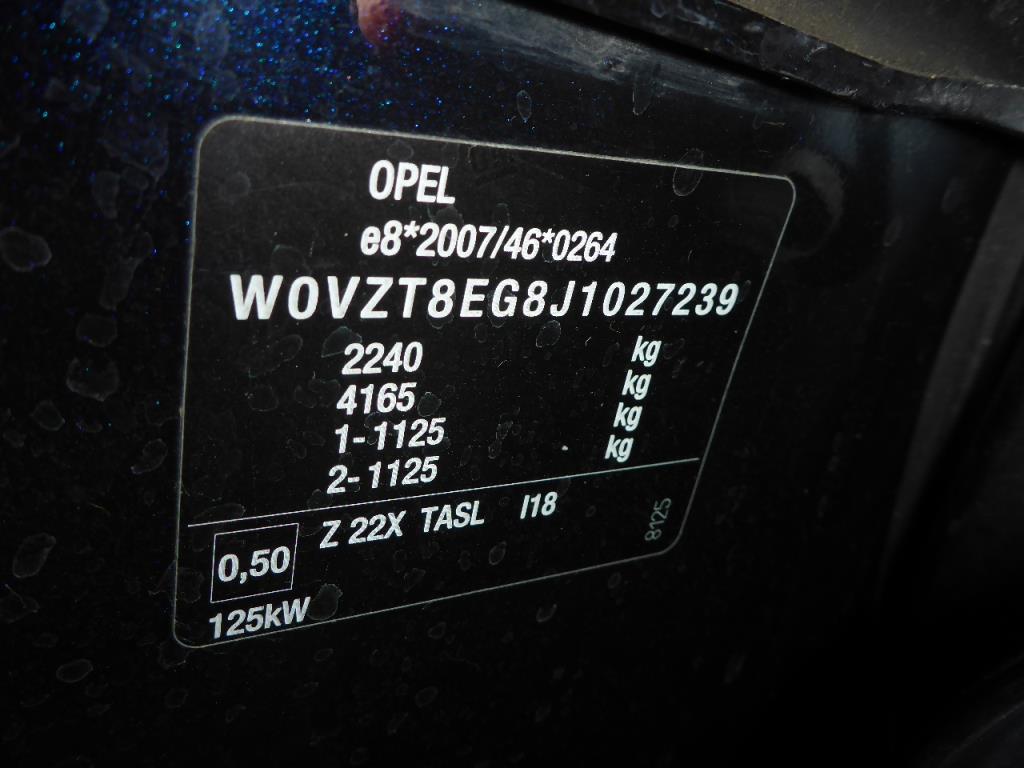 OPEL
e8*2007/46*0264
W0VZT8EG8J1027239
2240 kg
4165 kg
1-1125 kg
2-1125 kg
Z 22X TASL I18
0,50
125kW
8125